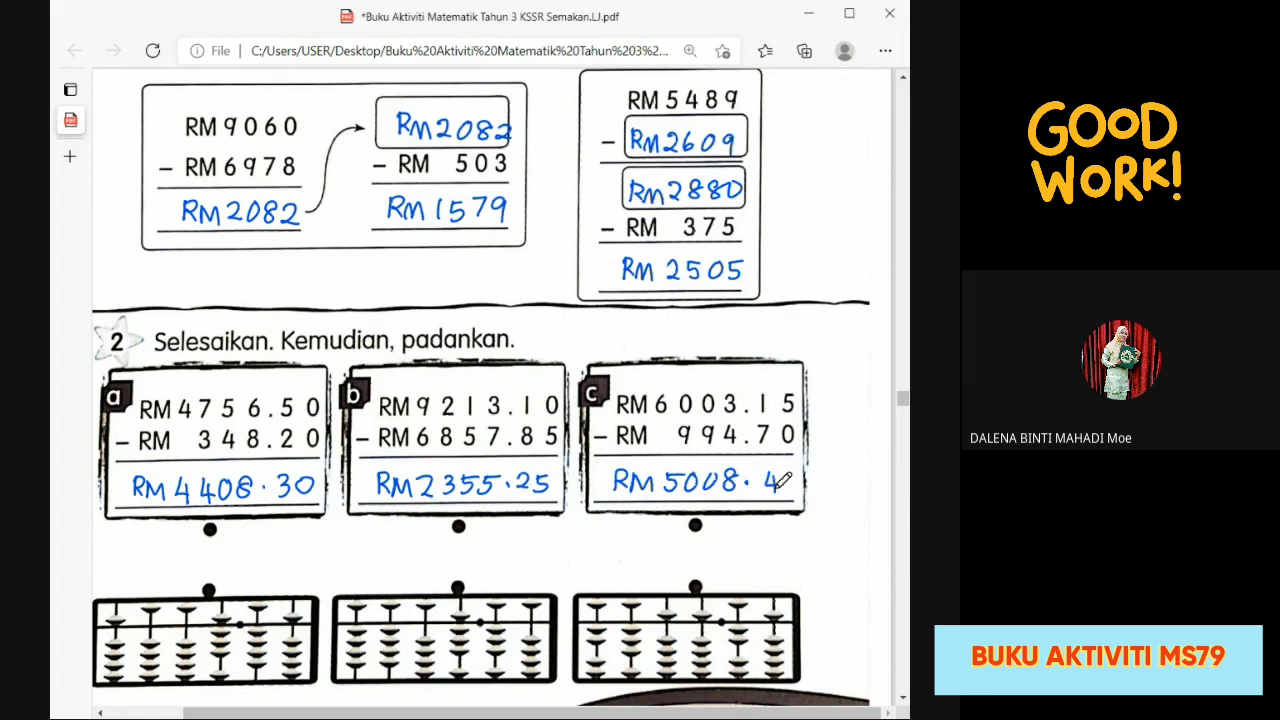 *Buku Aktiviti Matematik Tahun 3 KSSR Semakan.LJ.pdf
File
C:/Users/USER/Desktop/Buku%20Aktiviti%20Matematik%20Tahun%203%2...
RM 9 0 6 0
− RM 6 9 7 8
RM2082
RM2082
− RM 5 0 3
RM1579
RM 5 4 8 9
− RM2609
RM2880
− RM 3 7 5
RM 2505
2 Selesaikan. Kemudian, padankan.
a
RM 4 7 5 6 . 5 0
− RM 3 4 8 . 2 0
RM 4408.30
b
RM 9 2 1 3 . 1 0
− RM 6 8 5 7 . 8 5
RM2355.25
c
RM 6 0 0 3 . 1 5
− RM 9 9 4 . 7 0
RM 5008.4
GOOD
WORK!
DALENA BINTI MAHADI Moe
BUKU AKTIVITI MS79